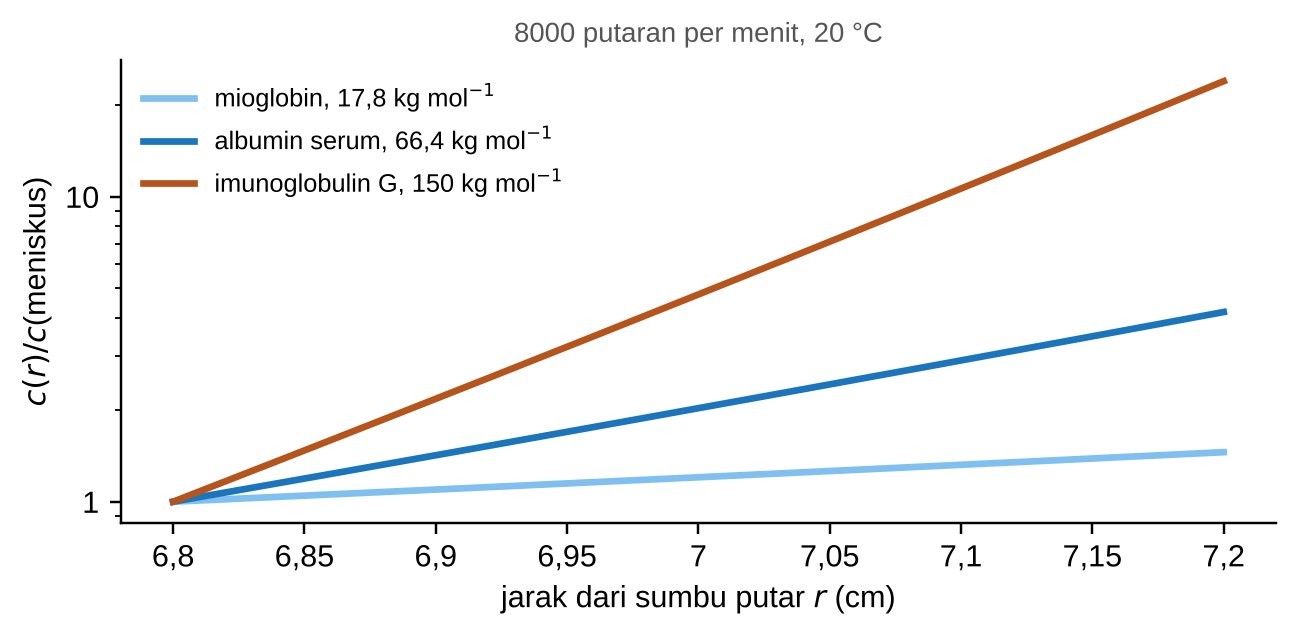 8000 putaran per menit, 20 °C
mioglobin, 17,8 kg mol⁻¹
albumin serum, 66,4 kg mol⁻¹
imunoglobulin G, 150 kg mol⁻¹
c(r)/c(meniskus)
10
1
6,8 6,85 6,9 6,95 7 7,05 7,1 7,15 7,2
jarak dari sumbu putar r (cm)